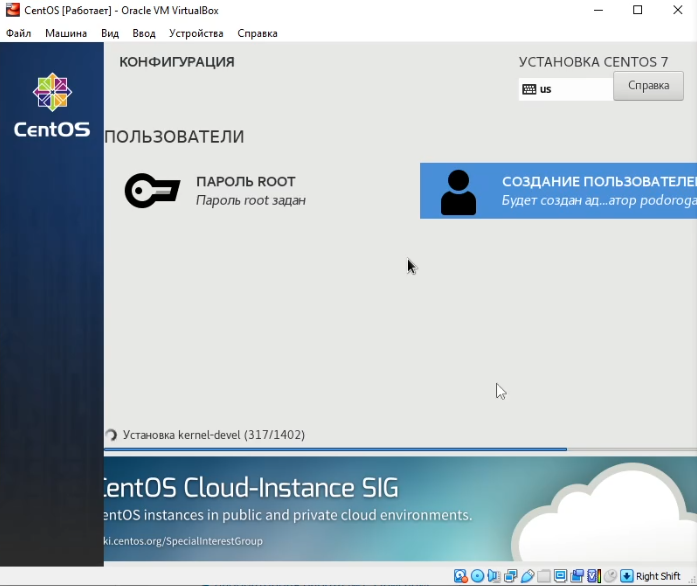 CentOS [Работает] - Oracle VM VirtualBox
Файл Машина Вид Ввод Устройства Справка
КОНФИГУРАЦИЯ
УСТАНОВКА CENTOS 7
us
Справка
CentOS
ПОЛЬЗОВАТЕЛИ
ПАРОЛЬ ROOT
Пароль root задан
СОЗДАНИЕ ПОЛЬЗОВАТЕЛЕ
Будет создан ад...атор podoroga
Установка kernel-devel (317/1402)
CentOS Cloud-Instance SIG
entOS instances in public and private cloud environments.
ki.centos.org/SpecialInterestGroup
Right Shift